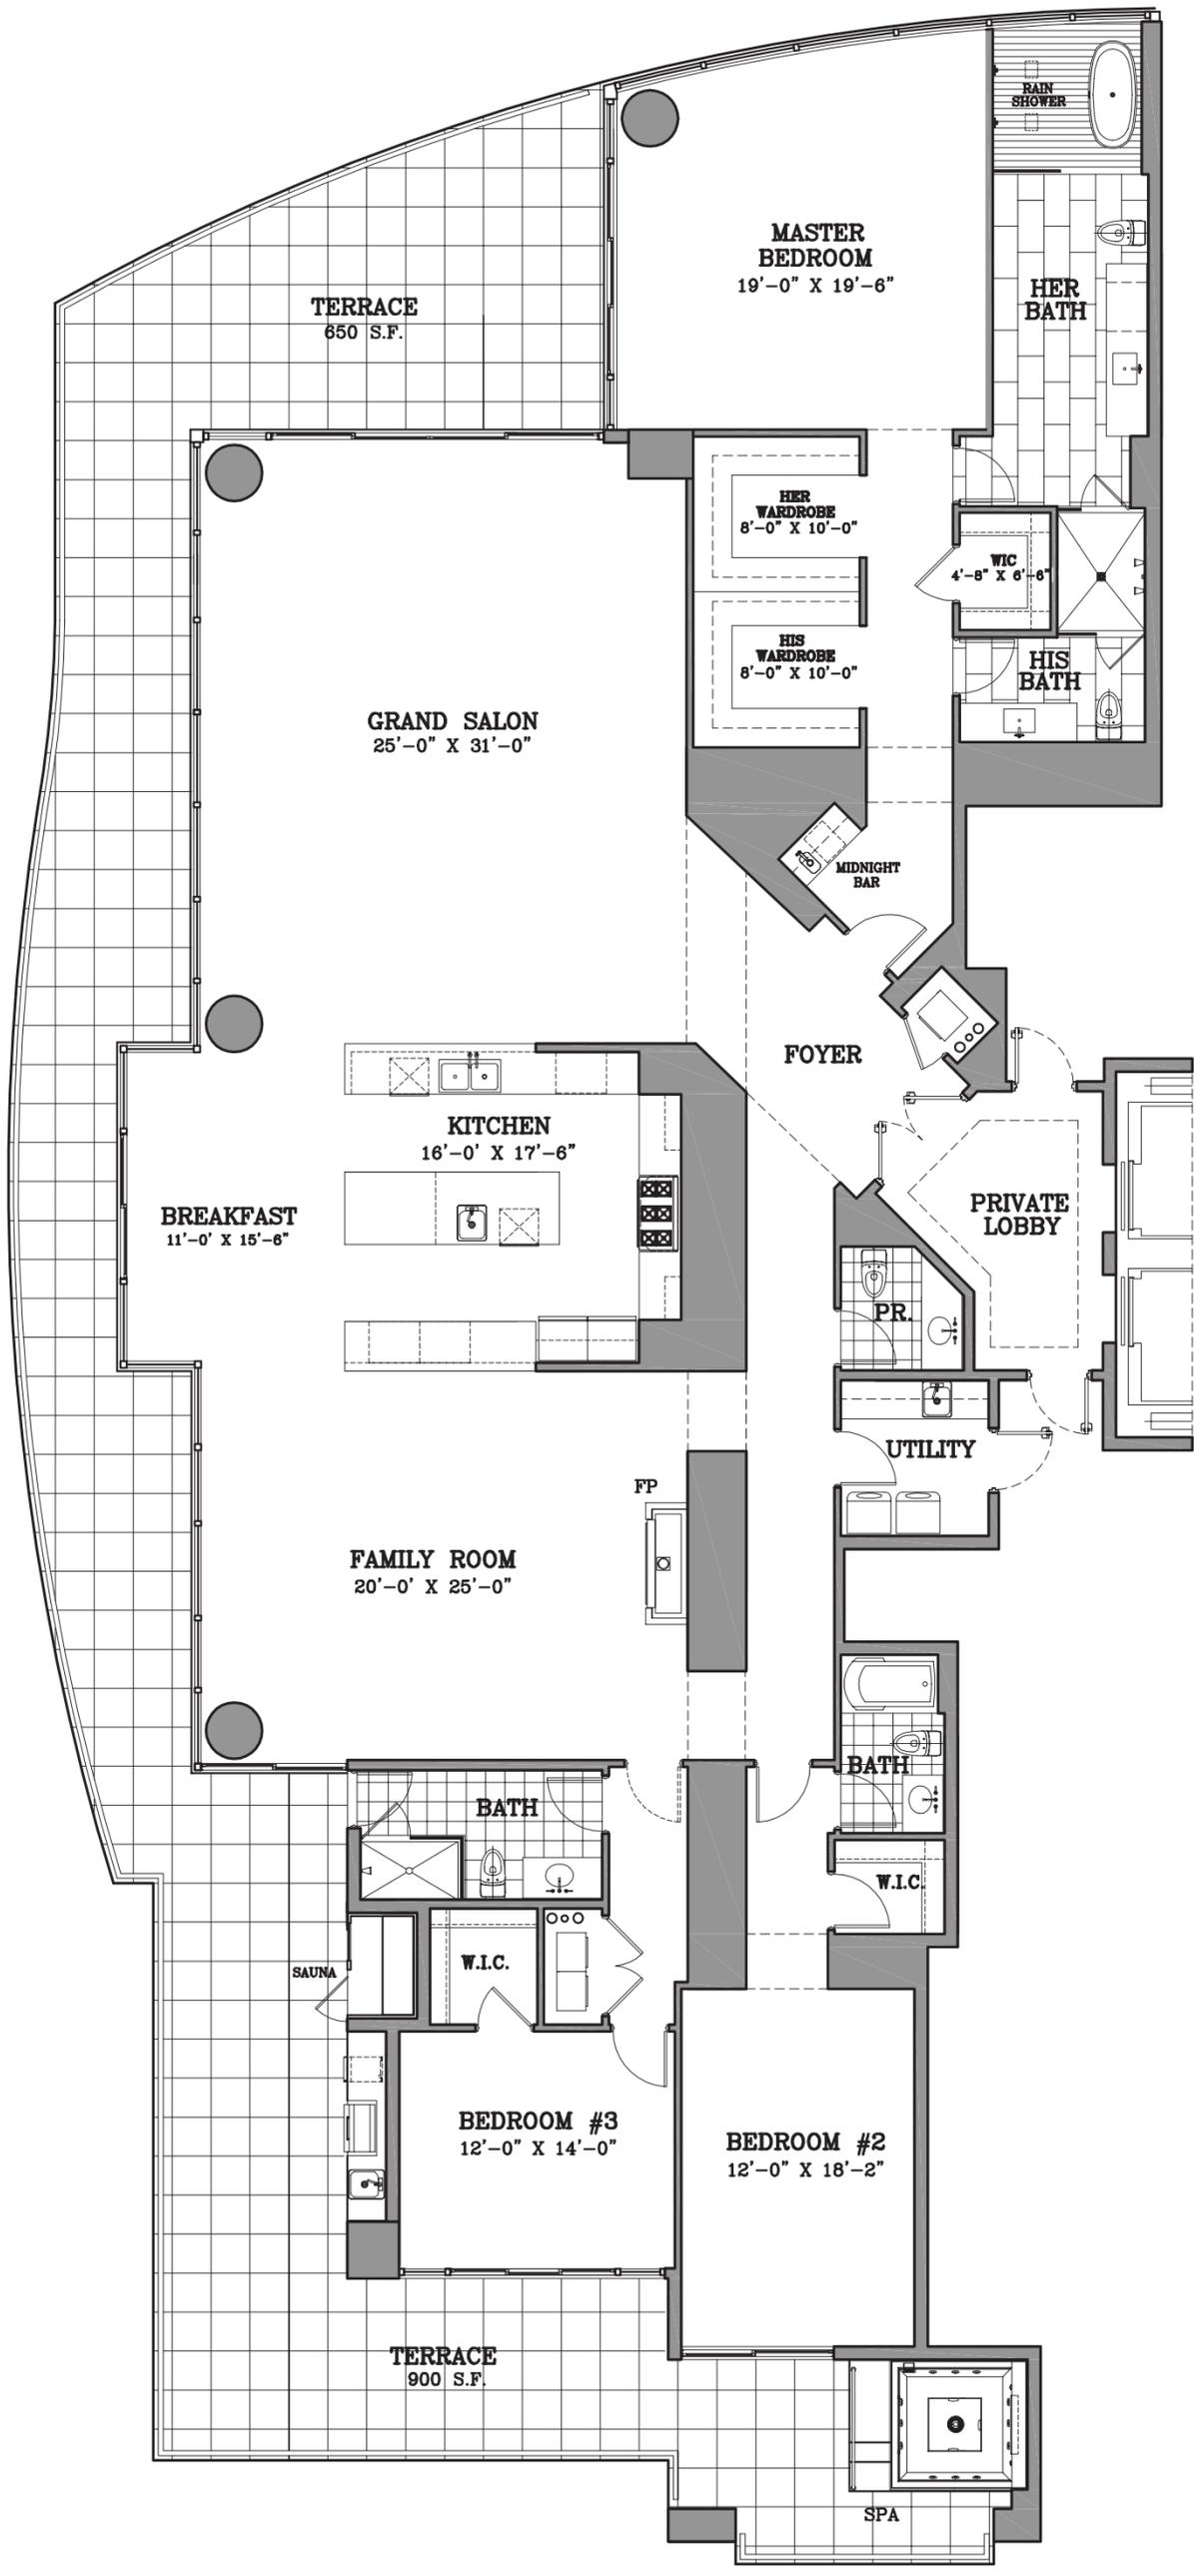 RAIN
SHOWER
MASTER
BEDROOM
19'-0" X 19'-6"
HER
BATH
TERRACE
650 S.F.
HER
WARDROBE
8'-0" X 10'-0"
WIC
4'-8" X 6'-6"
HIS
WARDROBE
8'-0" X 10'-0"
HIS
BATH
GRAND SALON
25'-0" X 31'-0"
MIDNIGHT
BAR
FOYER
KITCHEN
16'-0' X 17'-6"
BREAKFAST
11'-0' X 15'-6"
PRIVATE
LOBBY
PR.
UTILITY
FP
FAMILY ROOM
20'-0' X 25'-0"
BATH
BATH
W.I.C.
W.I.C.
SAUNA
BEDROOM #3
12'-0" X 14'-0"
BEDROOM #2
12'-0" X 18'-2"
TERRACE
900 S.F.
SPA